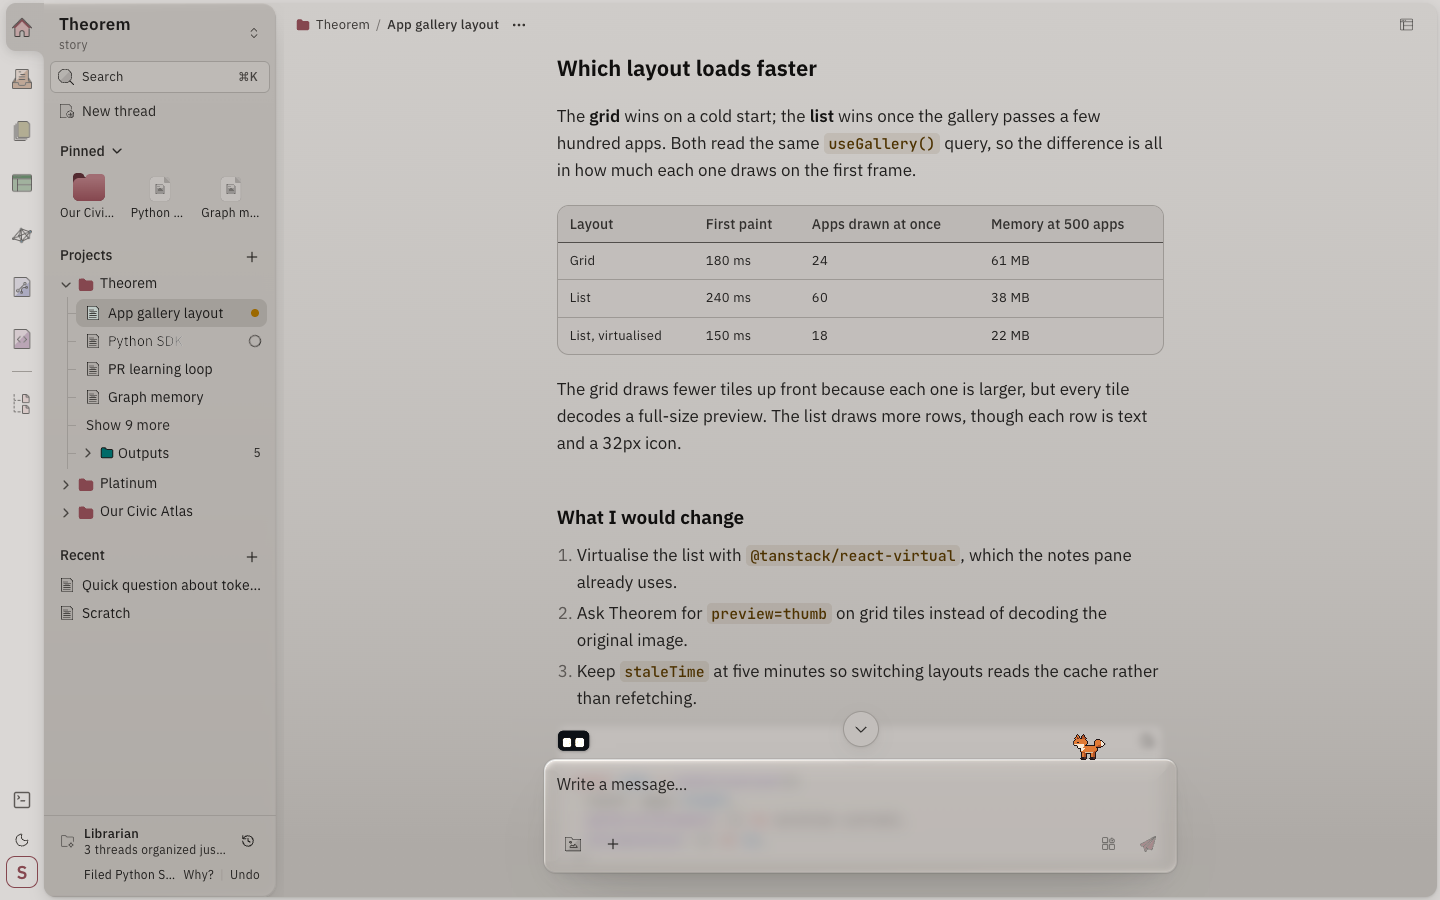 Theorem
story
Search ⌘K
New thread
Pinned
Our Civi... Python ... Graph m...
Projects
Theorem
App gallery layout
Python SDK
PR learning loop
Graph memory
Show 9 more
Outputs 5
Platinum
Our Civic Atlas
Recent
Quick question about toke...
Scratch
Librarian
3 threads organized jus...
Filed Python S... Why? Undo
S
Theorem / App gallery layout
Which layout loads faster
The grid wins on a cold start; the list wins once the gallery passes a few
hundred apps. Both read the same useGallery() query, so the difference is all
in how much each one draws on the first frame.
Layout First paint Apps drawn at once Memory at 500 apps
Grid 180 ms 24 61 MB
List 240 ms 60 38 MB
List, virtualised 150 ms 18 22 MB
The grid draws fewer tiles up front because each one is larger, but every tile
decodes a full-size preview. The list draws more rows, though each row is text
and a 32px icon.
What I would change
1. Virtualise the list with @tanstack/react-virtual, which the notes pane
already uses.
2. Ask Theorem for preview=thumb on grid tiles instead of decoding the
original image.
3. Keep staleTime at five minutes so switching layouts reads the cache rather
than refetching.
Write a message...